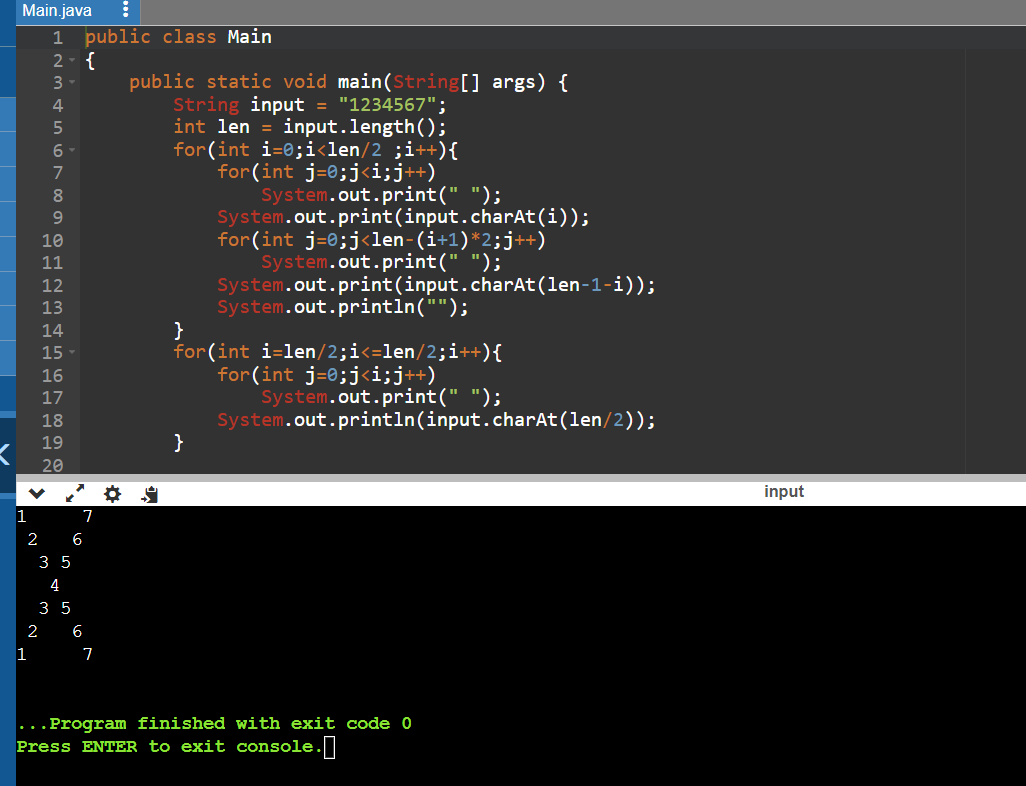 Main.java
1 public class Main
2 {
3     public static void main(String[] args) {
4         String input = "1234567";
5         int len = input.length();
6         for(int i=0;i<len/2 ;i++){
7             for(int j=0;j<i;j++)
8                 System.out.print(" ");
9             System.out.print(input.charAt(i));
10             for(int j=0;j<len-(i+1)*2;j++)
11                 System.out.print(" ");
12             System.out.print(input.charAt(len-1-i));
13             System.out.println("");
14         }
15         for(int i=len/2;i<=len/2;i++){
16             for(int j=0;j<i;j++)
17                 System.out.print(" ");
18             System.out.println(input.charAt(len/2));
19         }
20
input
1     7
 2   6
  3 5
   4
  3 5
 2   6
1     7
...Program finished with exit code 0
Press ENTER to exit console.